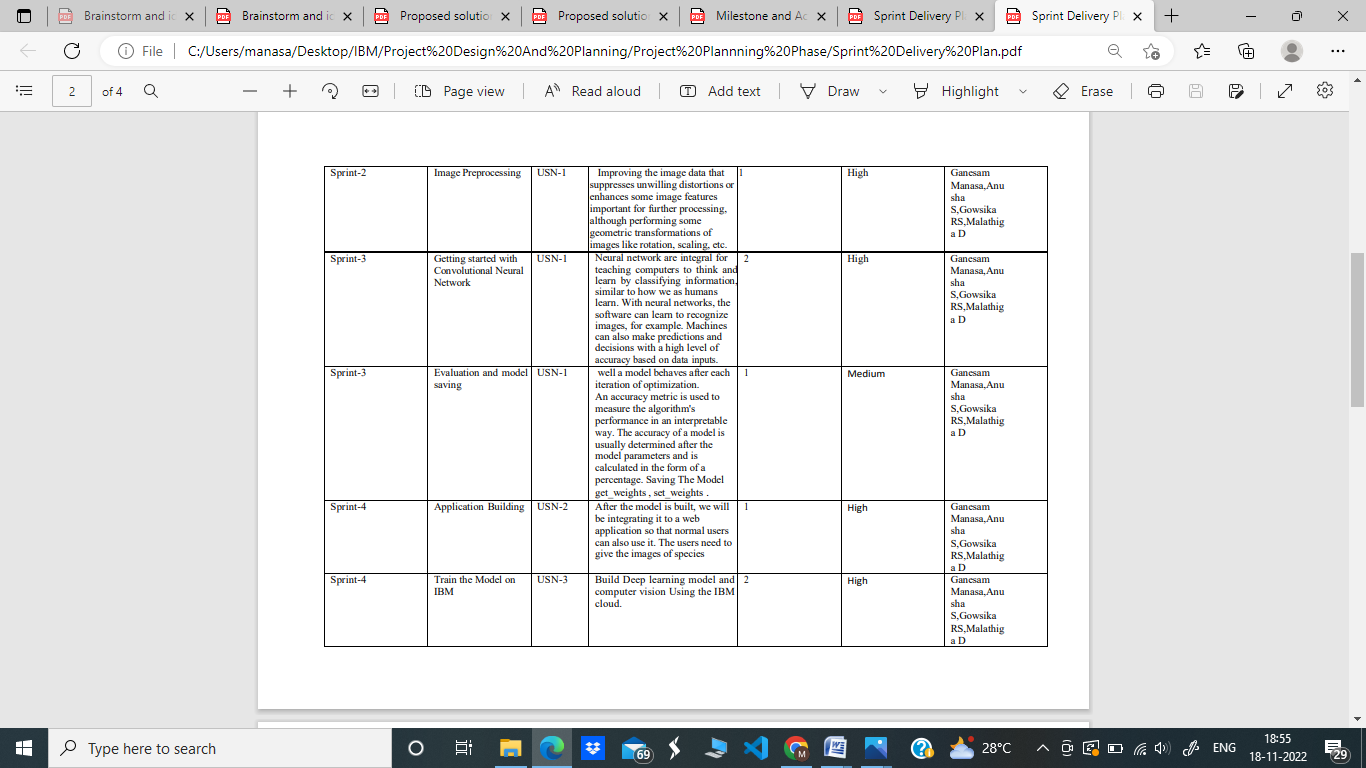 Brainstorm and id
Brainstorm and id
Proposed solutio
Proposed solutio
Milestone and Ac
Sprint Delivery Pl
Sprint Delivery Pl
File
C:/Users/manasa/Desktop/IBM/Project%20Design%20And%20Planning/Project%20Plannning%20Phase/Sprint%20Delivery%20Plan.pdf
2 of 4
Page view
Read aloud
Add text
Draw
Highlight
Erase
Sprint-2
Image Preprocessing
USN-1
Improving the image data that
suppresses unwilling distortions or
enhances some image features
important for further processing,
although performing some
geometric transformations of
images like rotation, scaling, etc.
1
High
Ganesam
Manasa,Anu
sha
S,Gowsika
RS,Malathig
a D
Sprint-3
Getting started with
Convolutional Neural
Network
USN-1
Neural network are integral for
teaching computers to think and
learn by classifying information,
similar to how we as humans
learn. With neural networks, the
software can learn to recognize
images, for example. Machines
can also make predictions and
decisions with a high level of
accuracy based on data inputs.
2
High
Ganesam
Manasa,Anu
sha
S,Gowsika
RS,Malathig
a D
Sprint-3
Evaluation and model
saving
USN-1
well a model behaves after each
iteration of optimization.
An accuracy metric is used to
measure the algorithm's
performance in an interpretable
way. The accuracy of a model is
usually determined after the
model parameters and is
calculated in the form of a
percentage. Saving The Model
get_weights , set_weights .
1
Medium
Ganesam
Manasa,Anu
sha
S,Gowsika
RS,Malathig
a D
Sprint-4
Application Building
USN-2
After the model is built, we will
be integrating it to a web
application so that normal users
can also use it. The users need to
give the images of species
1
High
Ganesam
Manasa,Anu
sha
S,Gowsika
RS,Malathig
a D
Sprint-4
Train the Model on
IBM
USN-3
Build Deep learning model and
computer vision Using the IBM
cloud.
2
High
Ganesam
Manasa,Anu
sha
S,Gowsika
RS,Malathig
a D
Type here to search
69
28°C
ENG
18:55
18-11-2022
29